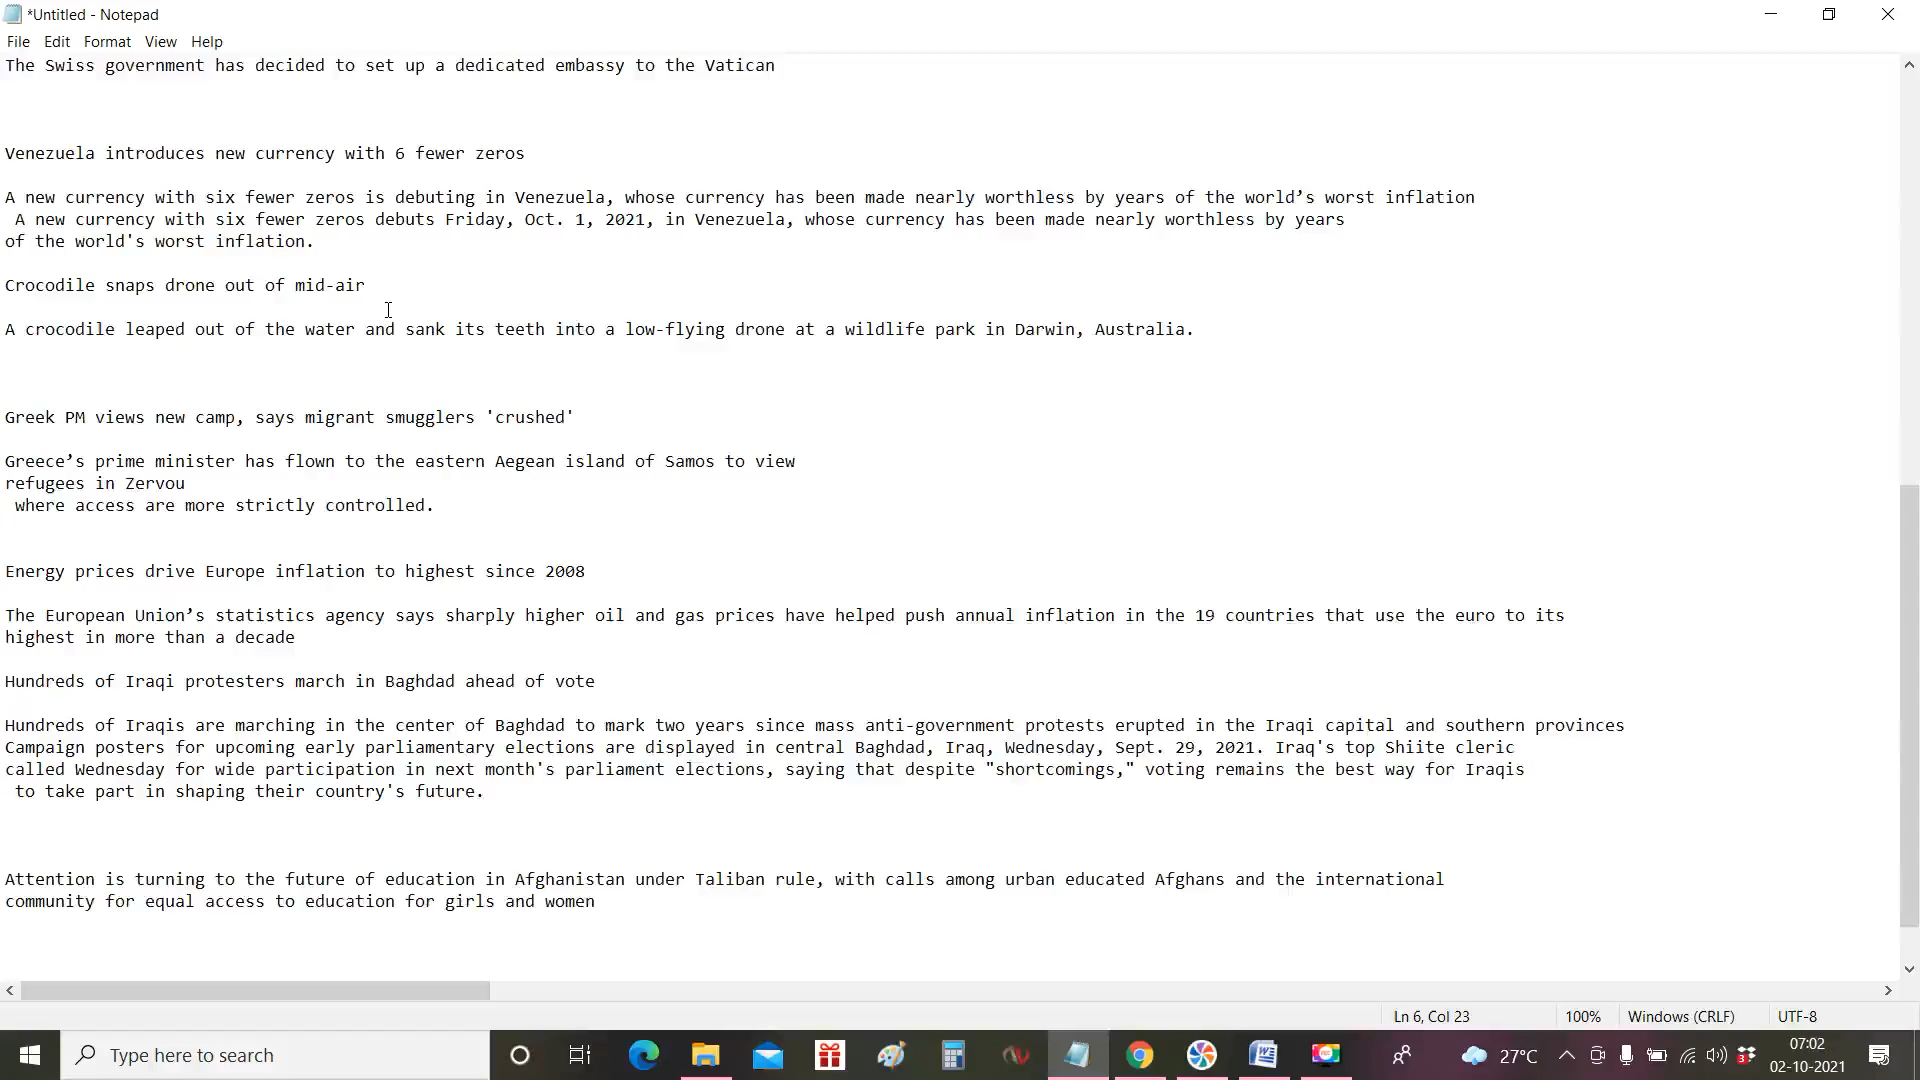 *Untitled - Notepad
File Edit Format View Help
The Swiss government has decided to set up a dedicated embassy to the Vatican
Venezuela introduces new currency with 6 fewer zeros
A new currency with six fewer zeros is debuting in Venezuela, whose currency has been made nearly worthless by years of the world’s worst inflation
A new currency with six fewer zeros debuts Friday, Oct. 1, 2021, in Venezuela, whose currency has been made nearly worthless by years
of the world's worst inflation.
Crocodile snaps drone out of mid-air
A crocodile leaped out of the water and sank its teeth into a low-flying drone at a wildlife park in Darwin, Australia.
Greek PM views new camp, says migrant smugglers 'crushed'
Greece’s prime minister has flown to the eastern Aegean island of Samos to view
refugees in Zervou
where access are more strictly controlled.
Energy prices drive Europe inflation to highest since 2008
The European Union’s statistics agency says sharply higher oil and gas prices have helped push annual inflation in the 19 countries that use the euro to its
highest in more than a decade
Hundreds of Iraqi protesters march in Baghdad ahead of vote
Hundreds of Iraqis are marching in the center of Baghdad to mark two years since mass anti-government protests erupted in the Iraqi capital and southern provinces
Campaign posters for upcoming early parliamentary elections are displayed in central Baghdad, Iraq, Wednesday, Sept. 29, 2021. Iraq's top Shiite cleric
called Wednesday for wide participation in next month's parliament elections, saying that despite "shortcomings," voting remains the best way for Iraqis
to take part in shaping their country's future.
Attention is turning to the future of education in Afghanistan under Taliban rule, with calls among urban educated Afghans and the international
community for equal access to education for girls and women
Ln 6, Col 23 100% Windows (CRLF) UTF-8
Type here to search
27°C
07:02
02-10-2021